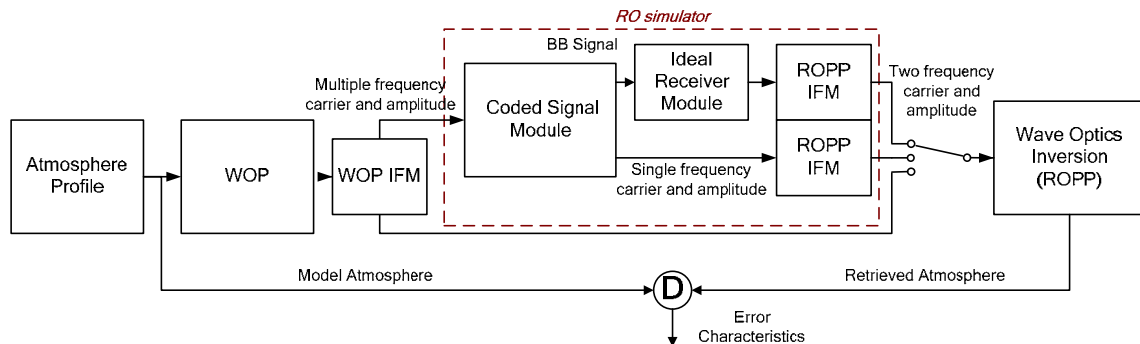 RO simulator
BB Signal
Multiple frequency
carrier and amplitude
Coded Signal
Module
Ideal
Receiver
Module
ROPP
IFM
Two frequency
carrier and
amplitude
Atmosphere
Profile
WOP
WOP IFM
Single frequency
carrier and amplitude
ROPP
IFM
Wave Optics
Inversion
(ROPP)
Model Atmosphere
D
Retrieved Atmosphere
Error
Characteristics